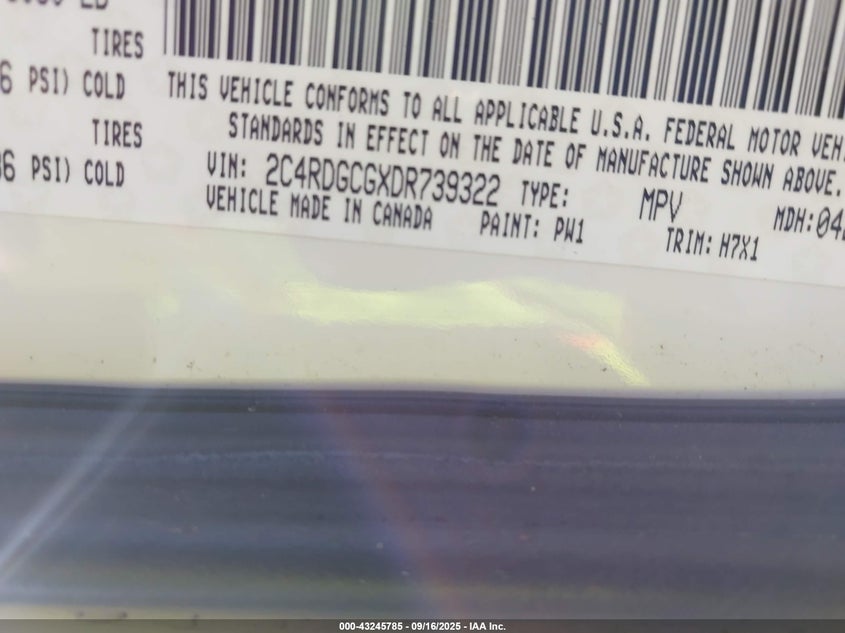 TIRES
6 PSI) COLD
THIS VEHICLE CONFORMS TO ALL APPLICABLE U.S.A. FEDERAL MOTOR VEH
TIRES
STANDARDS IN EFFECT ON THE DATE OF MANUFACTURE SHOWN ABOVE.
36 PSI) COLD
VIN: 2C4RDGCGXDR739322 TYPE: MPV MDH:04
VEHICLE MADE IN CANADA PAINT: PW1 TRIM: H7X1
000-43245785 - 09/16/2025 - IAA Inc.